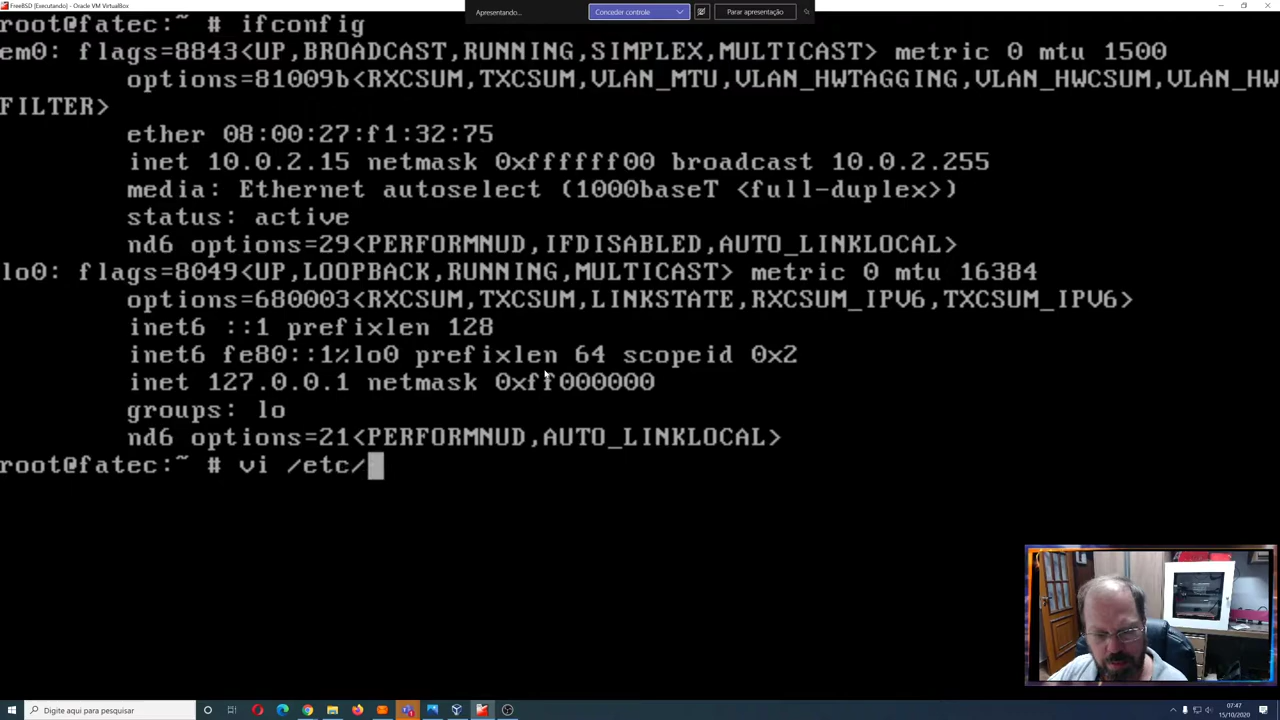 FreeBSD [Executando] - Oracle VM VirtualBox
Apresentando...
Conceder controle
Parar apresentação
root@fatec:~ # ifconfig
em0: flags=8843<UP,BROADCAST,RUNNING,SIMPLEX,MULTICAST> metric 0 mtu 1500
options=81009b<RXCSUM,TXCSUM,VLAN_MTU,VLAN_HWTAGGING,VLAN_HWCSUM,VLAN_HW
FILTER>
ether 08:00:27:f1:32:75
inet 10.0.2.15 netmask 0xffffff00 broadcast 10.0.2.255
media: Ethernet autoselect (1000baseT <full-duplex>)
status: active
nd6 options=29<PERFORMNUD,IFDISABLED,AUTO_LINKLOCAL>
lo0: flags=8049<UP,LOOPBACK,RUNNING,MULTICAST> metric 0 mtu 16384
options=680003<RXCSUM,TXCSUM,LINKSTATE,RXCSUM_IPV6,TXCSUM_IPV6>
inet6 ::1 prefixlen 128
inet6 fe80::1%lo0 prefixlen 64 scopeid 0x2
inet 127.0.0.1 netmask 0xff000000
groups: lo
nd6 options=21<PERFORMNUD,AUTO_LINKLOCAL>
root@fatec:~ # vi /etc/
Digite aqui para pesquisar
07:47
15/10/2020